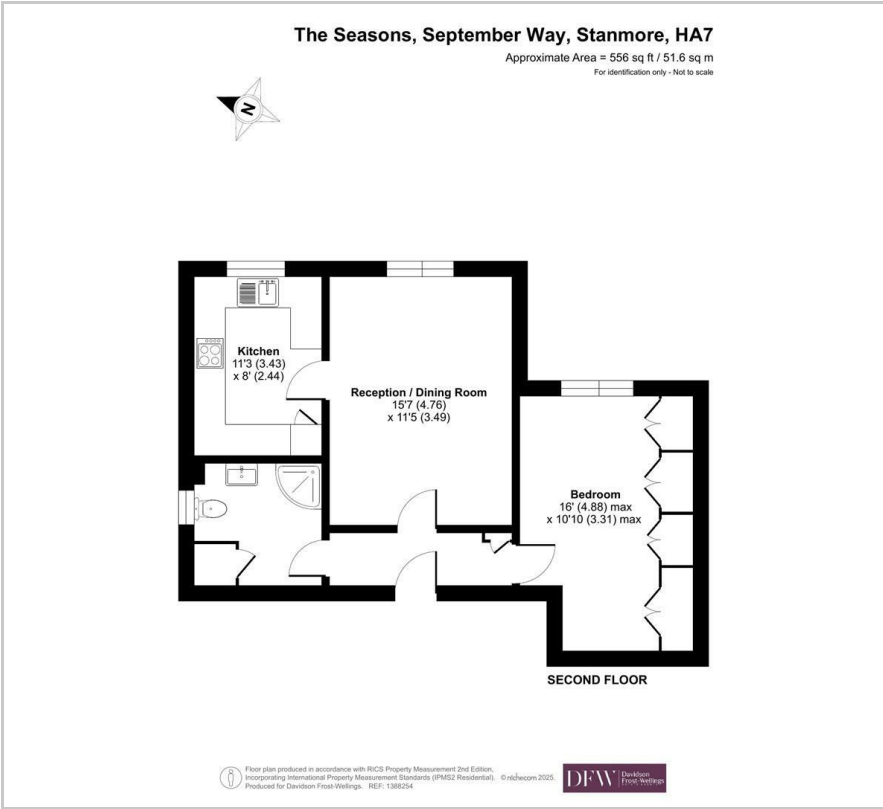 The Seasons, September Way, Stanmore, HA7
Approximate Area = 556 sq ft / 51.6 sq m
For identification only - Not to scale
N
Kitchen
11'3 (3.43)
x 8' (2.44)
Reception / Dining Room
15'7 (4.76)
x 11'5 (3.49)
Bedroom
16' (4.88) max
x 10'10 (3.31) max
SECOND FLOOR
Floor plan produced in accordance with RICS Property Measurement 2nd Edition,
Incorporating International Property Measurement Standards (IPMS2 Residential). © nichecom 2025.
Produced for Davidson Frost-Wellings. REF: 1388254
DFW
Davidson
Frost-Wellings